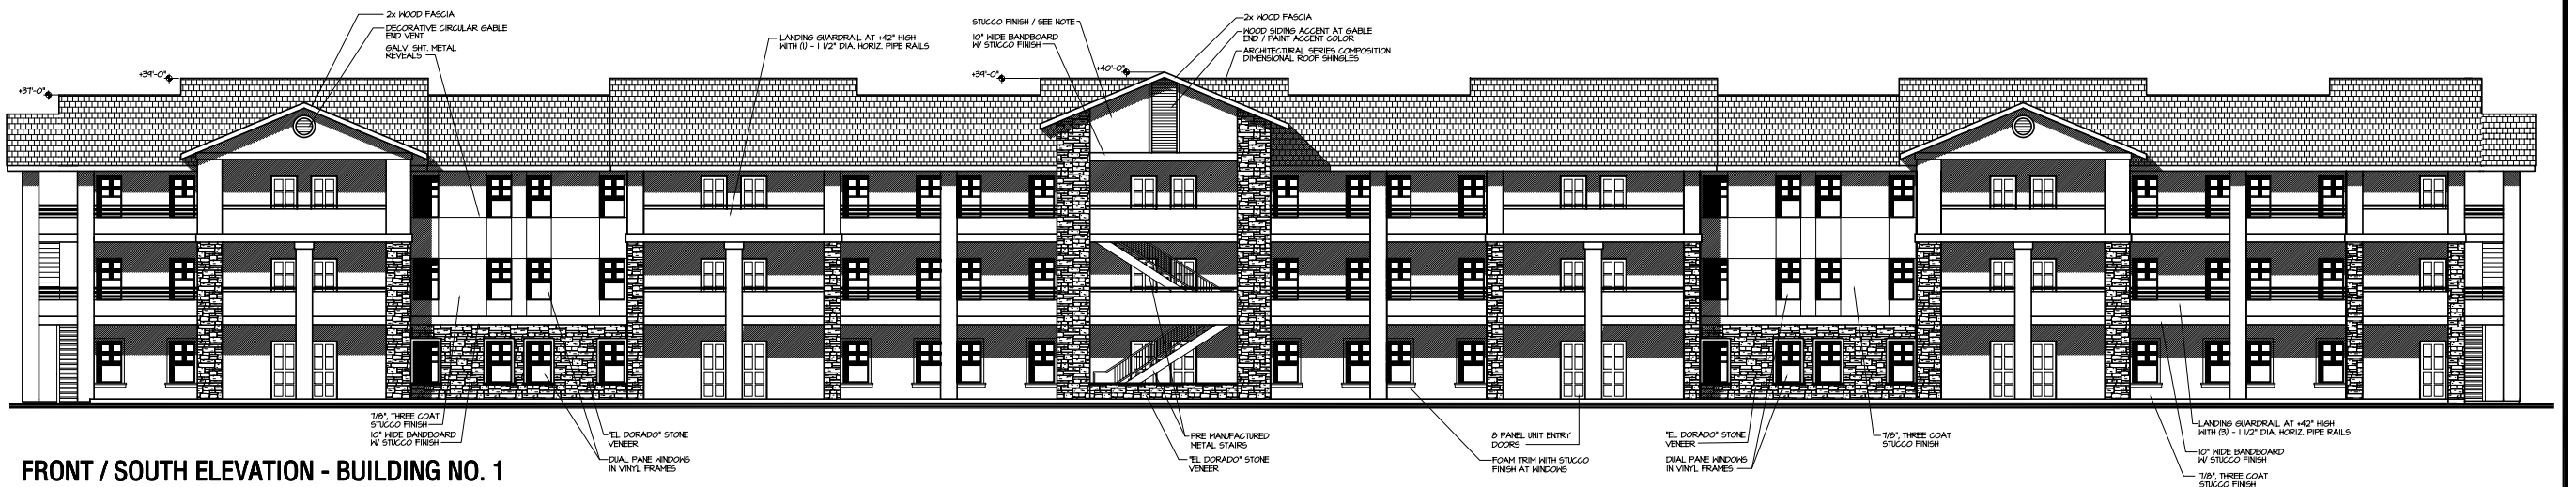 2x WOOD FASCIA
DECORATIVE CIRCULAR GABLE
END VENT
GALV. SHT. METAL
REVEALS
+37'-0"
+39'-0"
LANDING GUARDRAIL AT +42" HIGH
WITH (1) - 1 1/2" DIA. HORIZ. PIPE RAILS
STUCCO FINISH / SEE NOTE
10" WIDE BANDBOARD
W/ STUCCO FINISH
+39'-0"
+40'-0"
2x WOOD FASCIA
WOOD SIDING ACCENT AT GABLE
END / PAINT ACCENT COLOR
ARCHITECTURAL SERIES COMPOSITION
DIMENSIONAL ROOF SHINGLES
7/8", THREE COAT
STUCCO FINISH
10" WIDE BANDBOARD
W/ STUCCO FINISH
"EL DORADO" STONE
VENEER
DUAL PANE WINDOWS
IN VINYL FRAMES
PRE MANUFACTURED
METAL STAIRS
"EL DORADO" STONE
VENEER
8 PANEL UNIT ENTRY
DOORS
FOAM TRIM WITH STUCCO
FINISH AT WINDOWS
"EL DORADO" STONE
VENEER
DUAL PANE WINDOWS
IN VINYL FRAMES
7/8", THREE COAT
STUCCO FINISH
LANDING GUARDRAIL AT +42" HIGH
WITH (3) - 1 1/2" DIA. HORIZ. PIPE RAILS
10" WIDE BANDBOARD
W/ STUCCO FINISH
7/8", THREE COAT
STUCCO FINISH
FRONT / SOUTH ELEVATION - BUILDING NO. 1